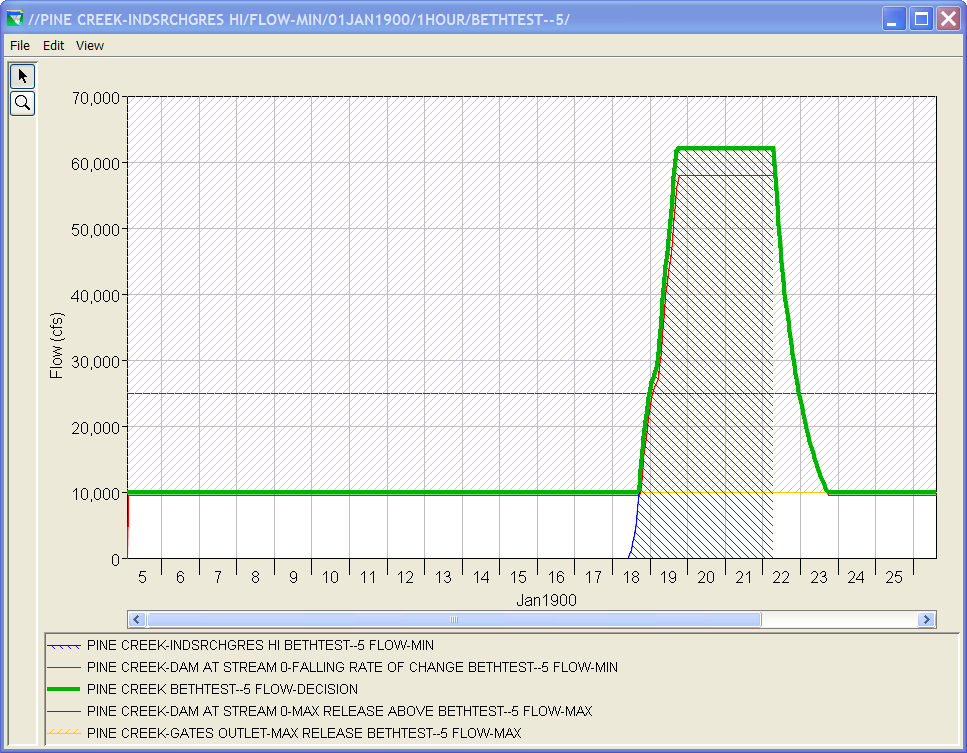 //PINE CREEK-INDSRCHGRES HI/FLOW-MIN/01JAN1900/1HOUR/BETHTEST--5/
File Edit View
70,000
60,000
50,000
40,000
30,000
20,000
10,000
0
Flow (cfs)
5 6 7 8 9 10 11 12 13 14 15 16 17 18 19 20 21 22 23 24 25
Jan1900
PINE CREEK-INDSRCHGRES HI BETHTEST--5 FLOW-MIN
PINE CREEK-DAM AT STREAM 0-FALLING RATE OF CHANGE BETHTEST--5 FLOW-MIN
PINE CREEK BETHTEST--5 FLOW-DECISION
PINE CREEK-DAM AT STREAM 0-MAX RELEASE ABOVE BETHTEST--5 FLOW-MAX
PINE CREEK-GATES OUTLET-MAX RELEASE BETHTEST--5 FLOW-MAX